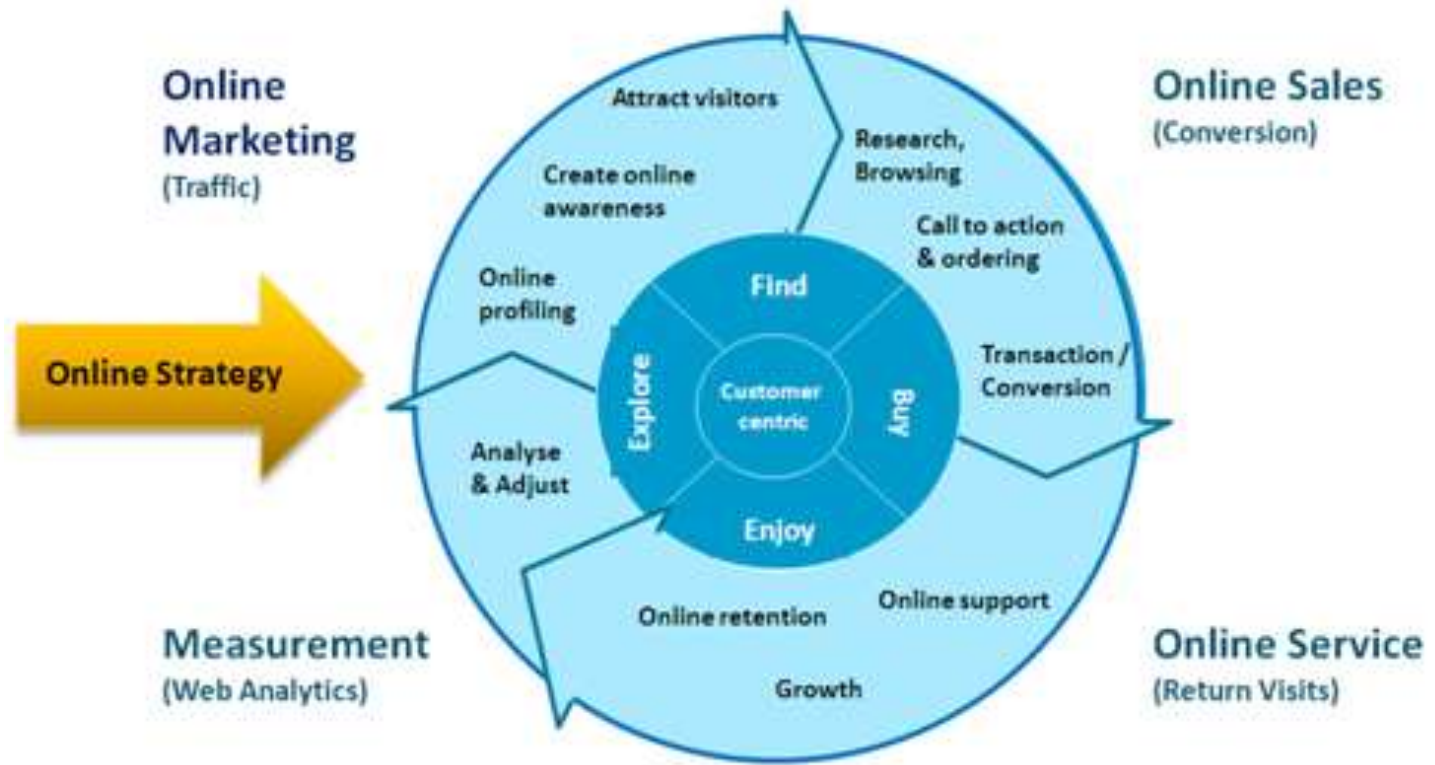 Online
Marketing
(Traffic)
Online Sales
(Conversion)
Attract visitors
Research,
Browsing
Create online
awareness
Call to action
& ordering
Online
profiling
Find
Online Strategy
Explore
Customer
centric
Buy
Transaction /
Conversion
Analyse
& Adjust
Enjoy
Online retention
Online support
Growth
Measurement
(Web Analytics)
Online Service
(Return Visits)